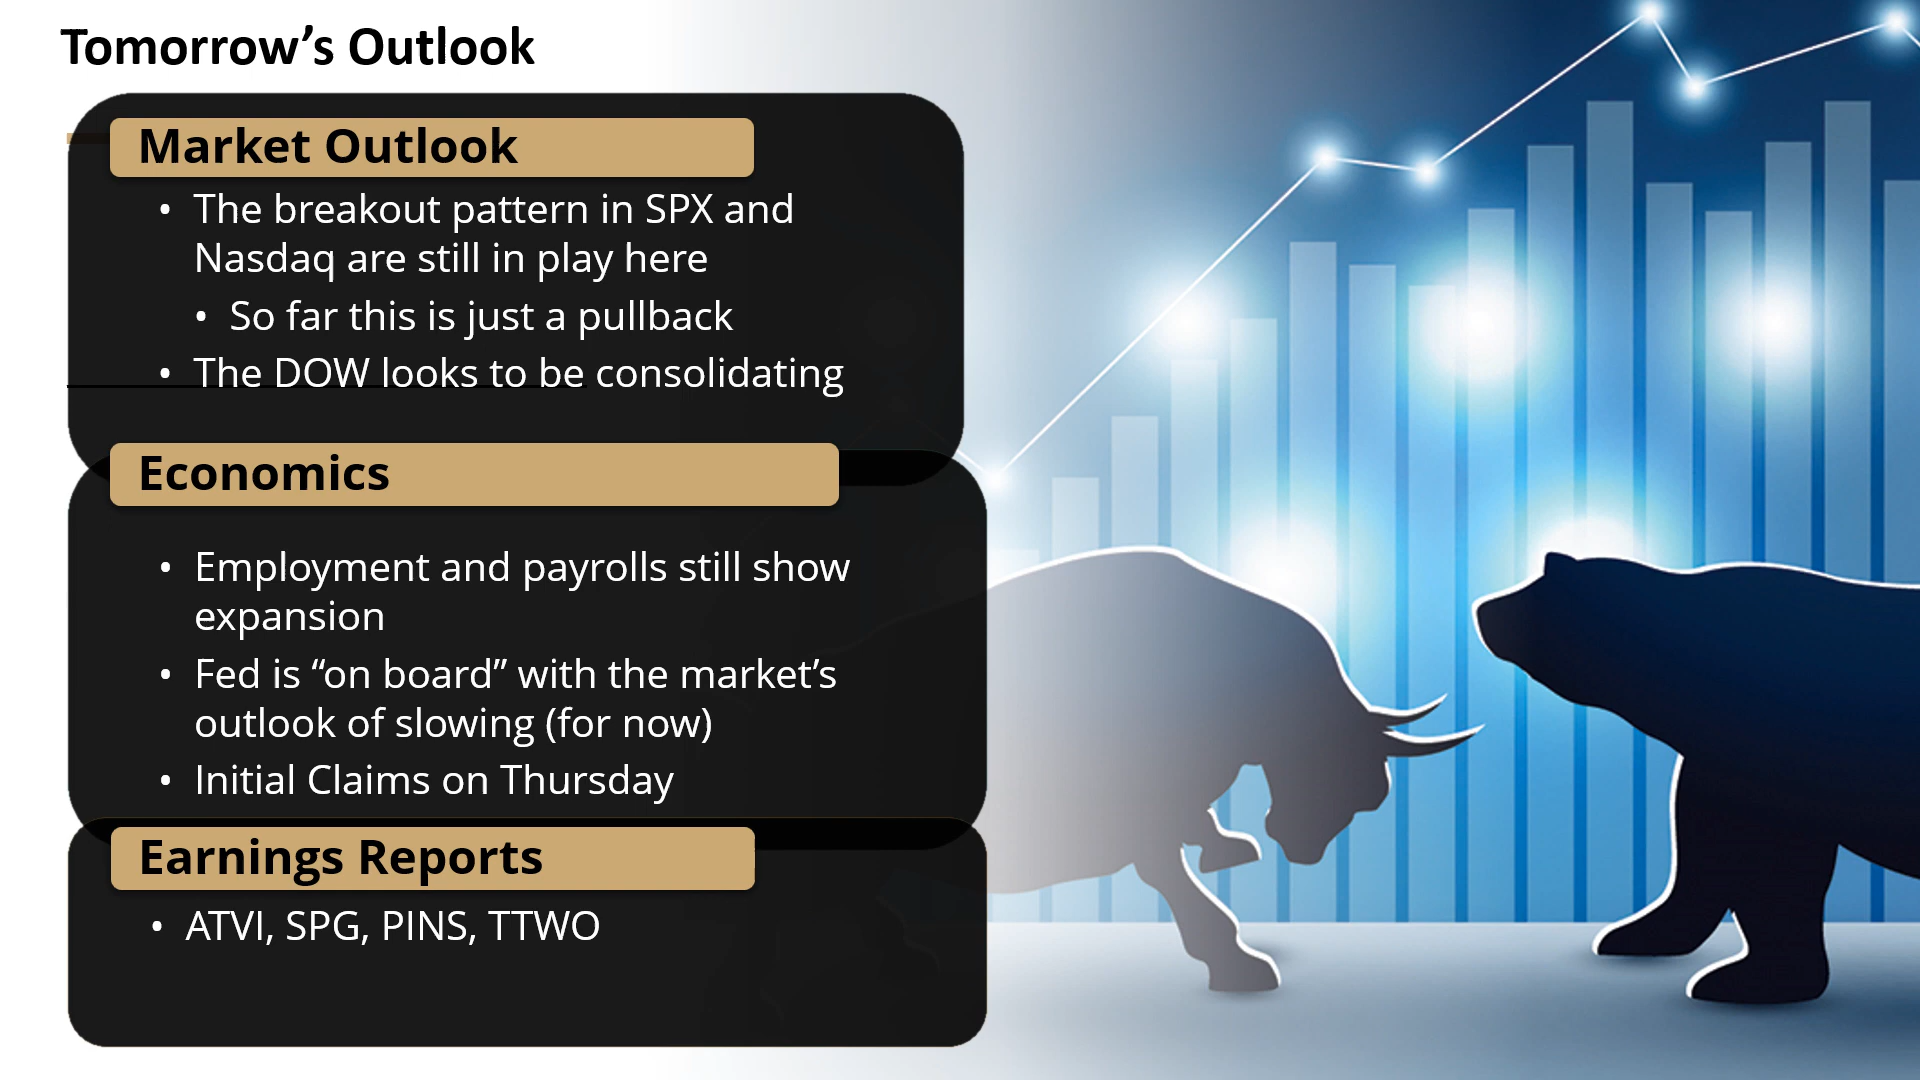 Tomorrow’s Outlook
Market Outlook
• The breakout pattern in SPX and
Nasdaq are still in play here
• So far this is just a pullback
• The DOW looks to be consolidating
Economics
• Employment and payrolls still show
expansion
• Fed is “on board” with the market’s
outlook of slowing (for now)
• Initial Claims on Thursday
Earnings Reports
• ATVI, SPG, PINS, TTWO